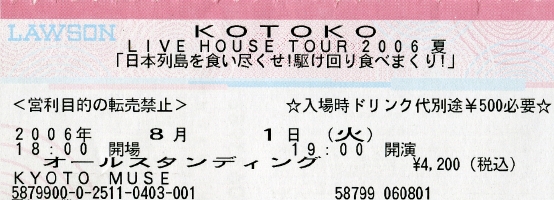 LAWSON
KOTOKO
LIVE HOUSE TOUR 2006 夏
「日本列島を食い尽くせ!駆け回り食べまくり!」
＜営利目的の転売禁止＞ ☆入場時ドリンク代別途￥500必要☆
2006年 8月 1日 (火)
18:00 開場 19:00 開演
オールスタンディング ¥4,200 (税込)
KYOTO MUSE
5879900-0-2511-0403-001 58799 060801